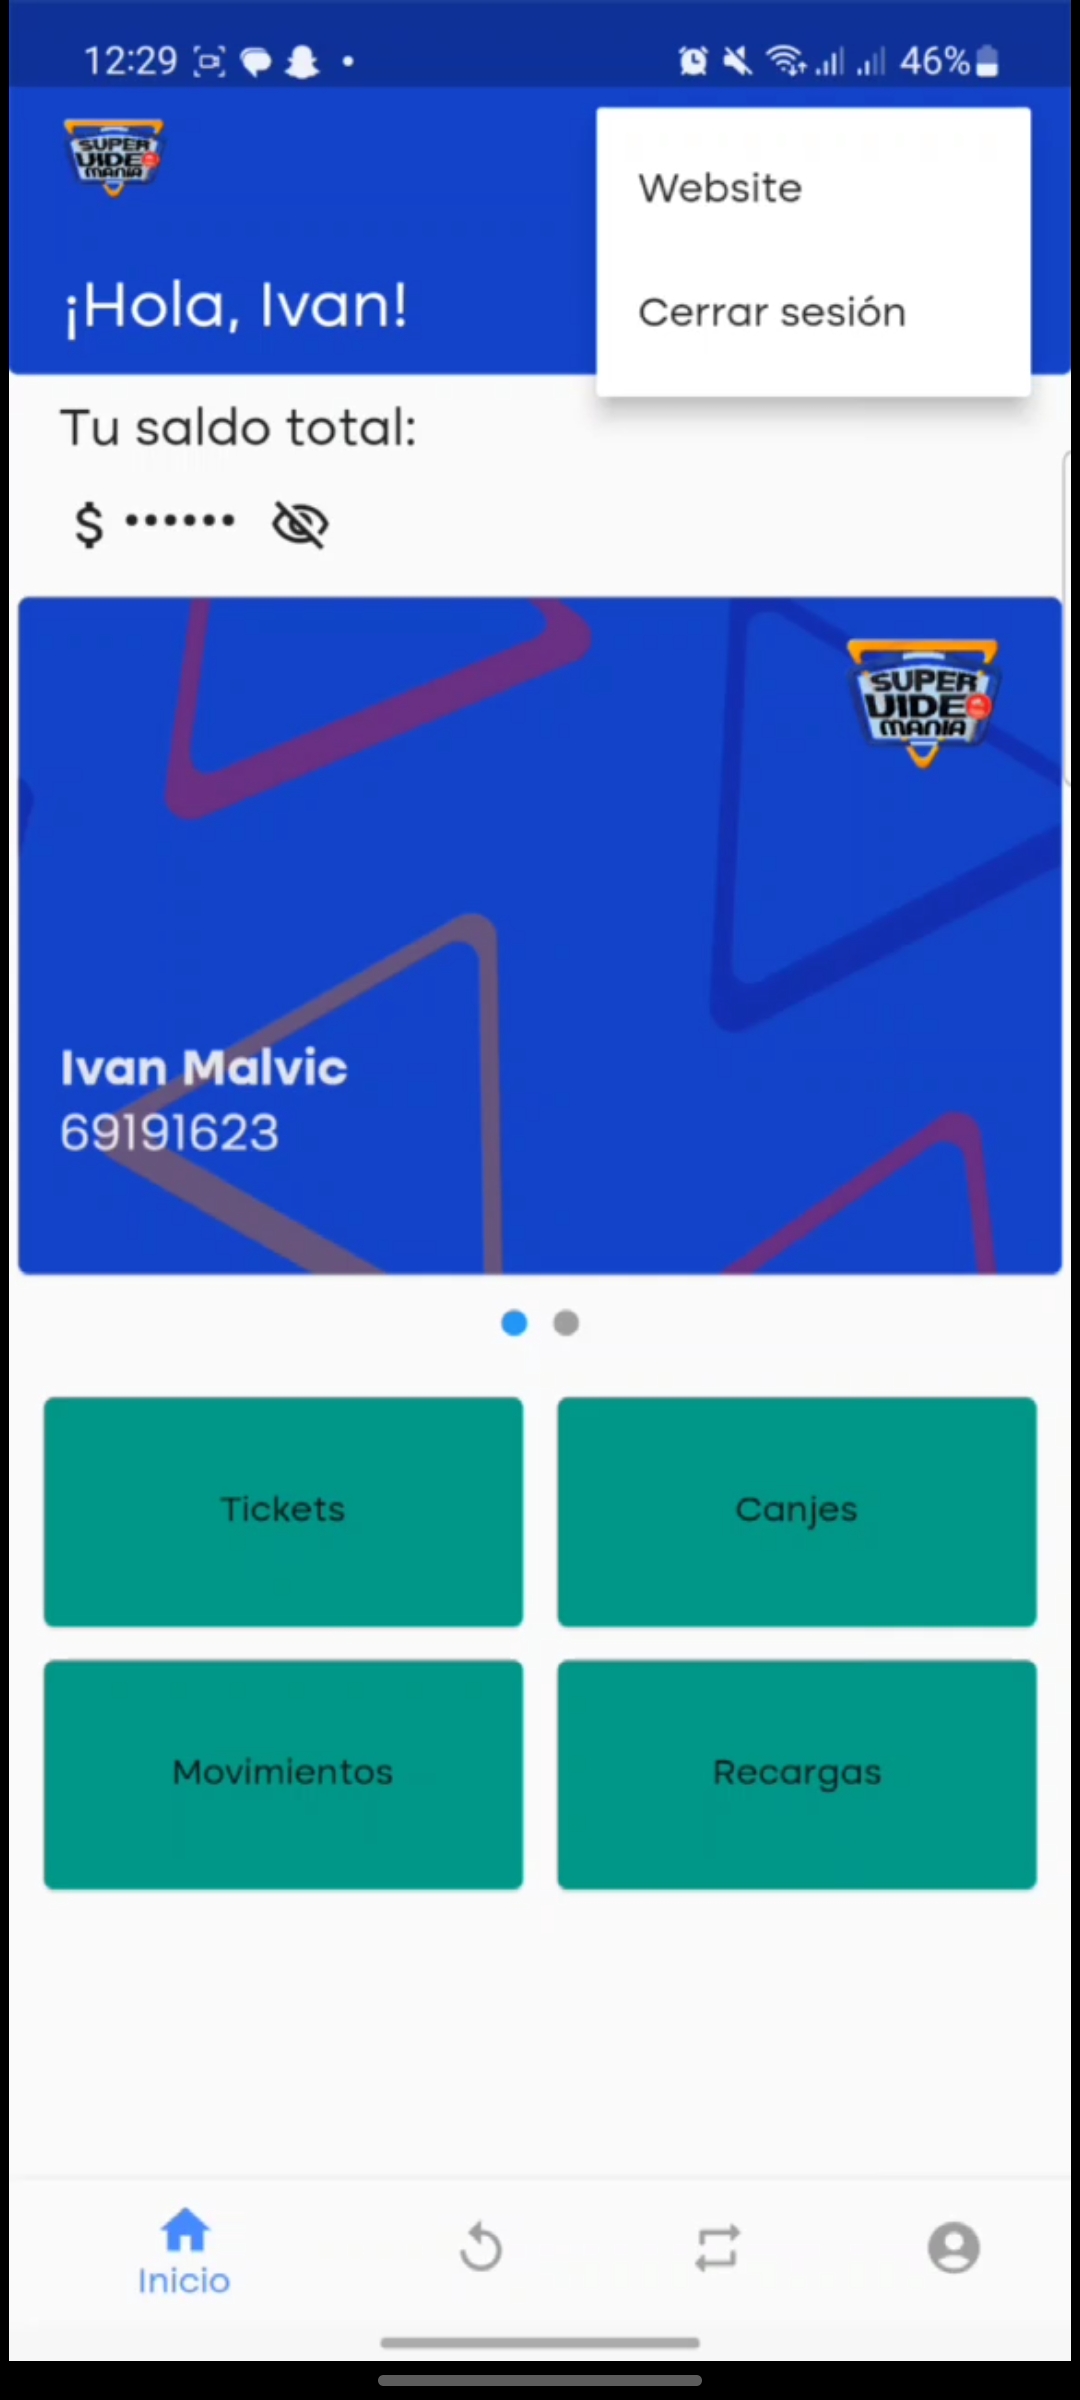 12:29
46%
SUPER
VIDEO
MANIA
Website
Cerrar sesión
¡Hola, Ivan!
Tu saldo total:
$ ••••••
SUPER
VIDEO
MANIA
Ivan Malvic
69191623
Tickets
Canjes
Movimientos
Recargas
Inicio